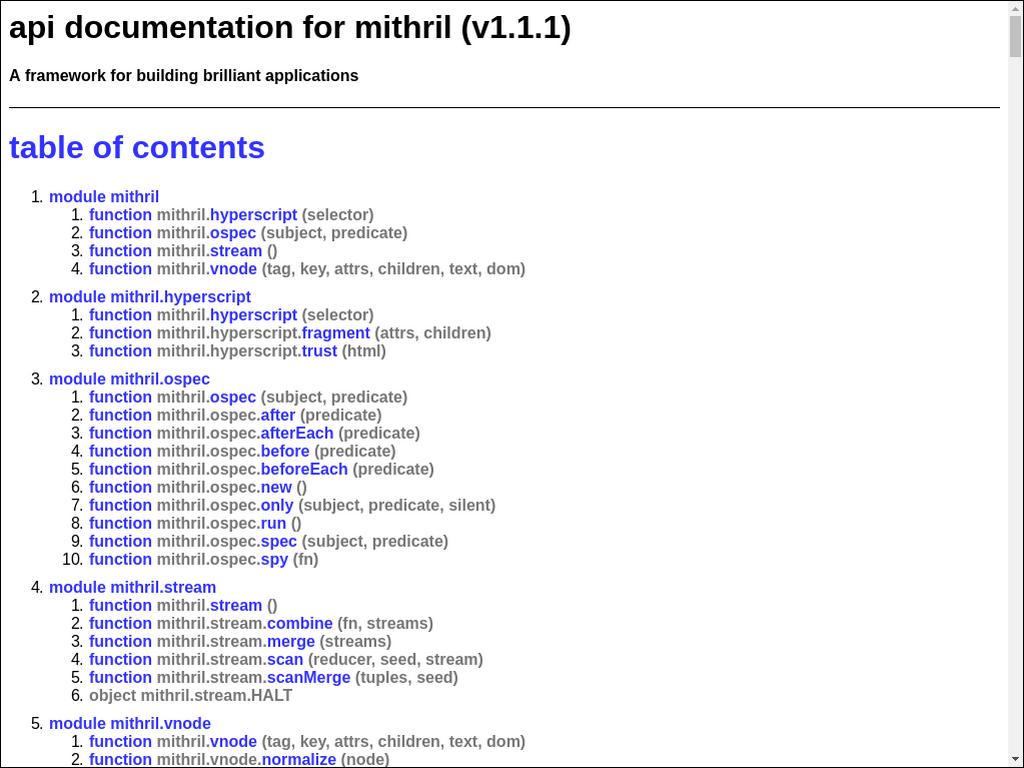 api documentation for mithril (v1.1.1)
A framework for building brilliant applications
table of contents
1. module mithril
1. function mithril.hyperscript (selector)
2. function mithril.ospec (subject, predicate)
3. function mithril.stream ()
4. function mithril.vnode (tag, key, attrs, children, text, dom)
2. module mithril.hyperscript
1. function mithril.hyperscript (selector)
2. function mithril.hyperscript.fragment (attrs, children)
3. function mithril.hyperscript.trust (html)
3. module mithril.ospec
1. function mithril.ospec (subject, predicate)
2. function mithril.ospec.after (predicate)
3. function mithril.ospec.afterEach (predicate)
4. function mithril.ospec.before (predicate)
5. function mithril.ospec.beforeEach (predicate)
6. function mithril.ospec.new ()
7. function mithril.ospec.only (subject, predicate, silent)
8. function mithril.ospec.run ()
9. function mithril.ospec.spec (subject, predicate)
10. function mithril.ospec.spy (fn)
4. module mithril.stream
1. function mithril.stream ()
2. function mithril.stream.combine (fn, streams)
3. function mithril.stream.merge (streams)
4. function mithril.stream.scan (reducer, seed, stream)
5. function mithril.stream.scanMerge (tuples, seed)
6. object mithril.stream.HALT
5. module mithril.vnode
1. function mithril.vnode (tag, key, attrs, children, text, dom)
2. function mithril.vnode.normalize (node)